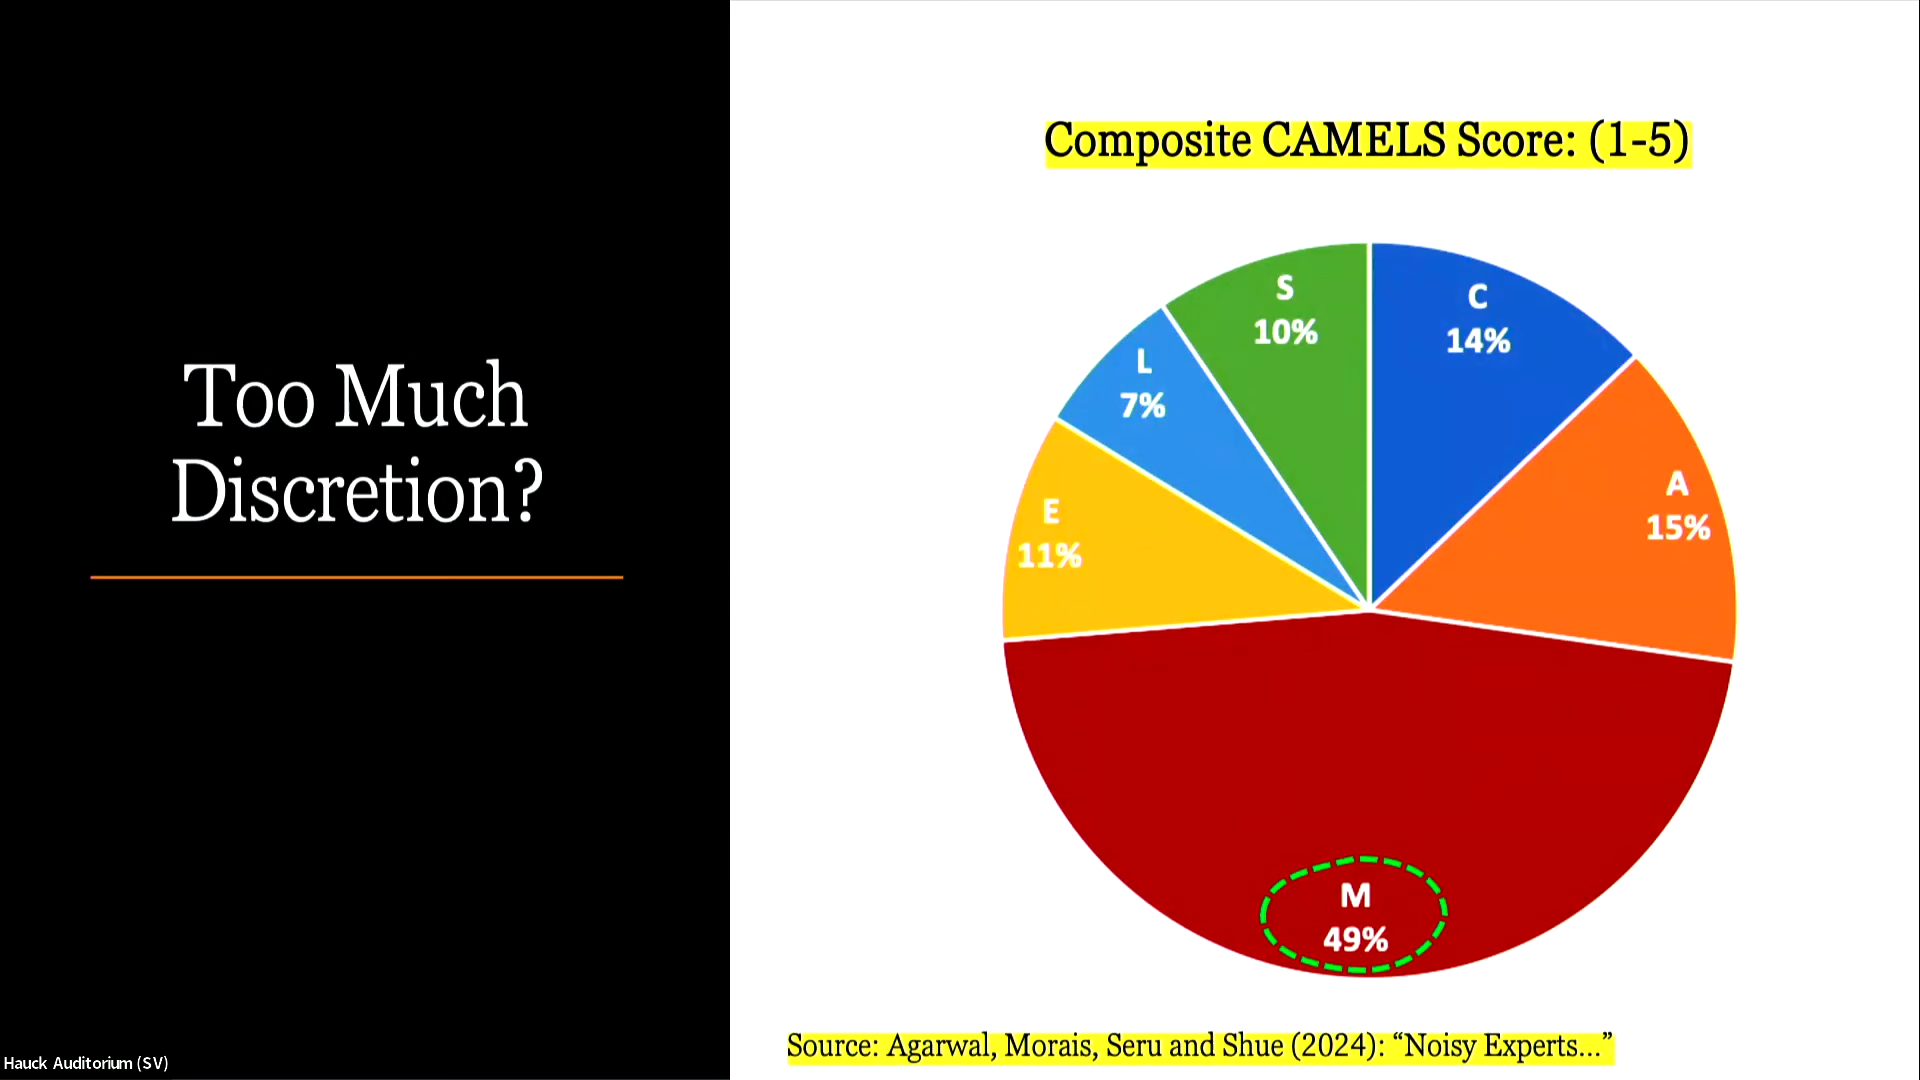 Too Much
Discretion?
Composite CAMELS Score: (1-5)
S
10%
C
14%
L
7%
A
15%
E
11%
M
49%
Source: Agarwal, Morais, Seru and Shue (2024): “Noisy Experts...”
Hauck Auditorium (SV)